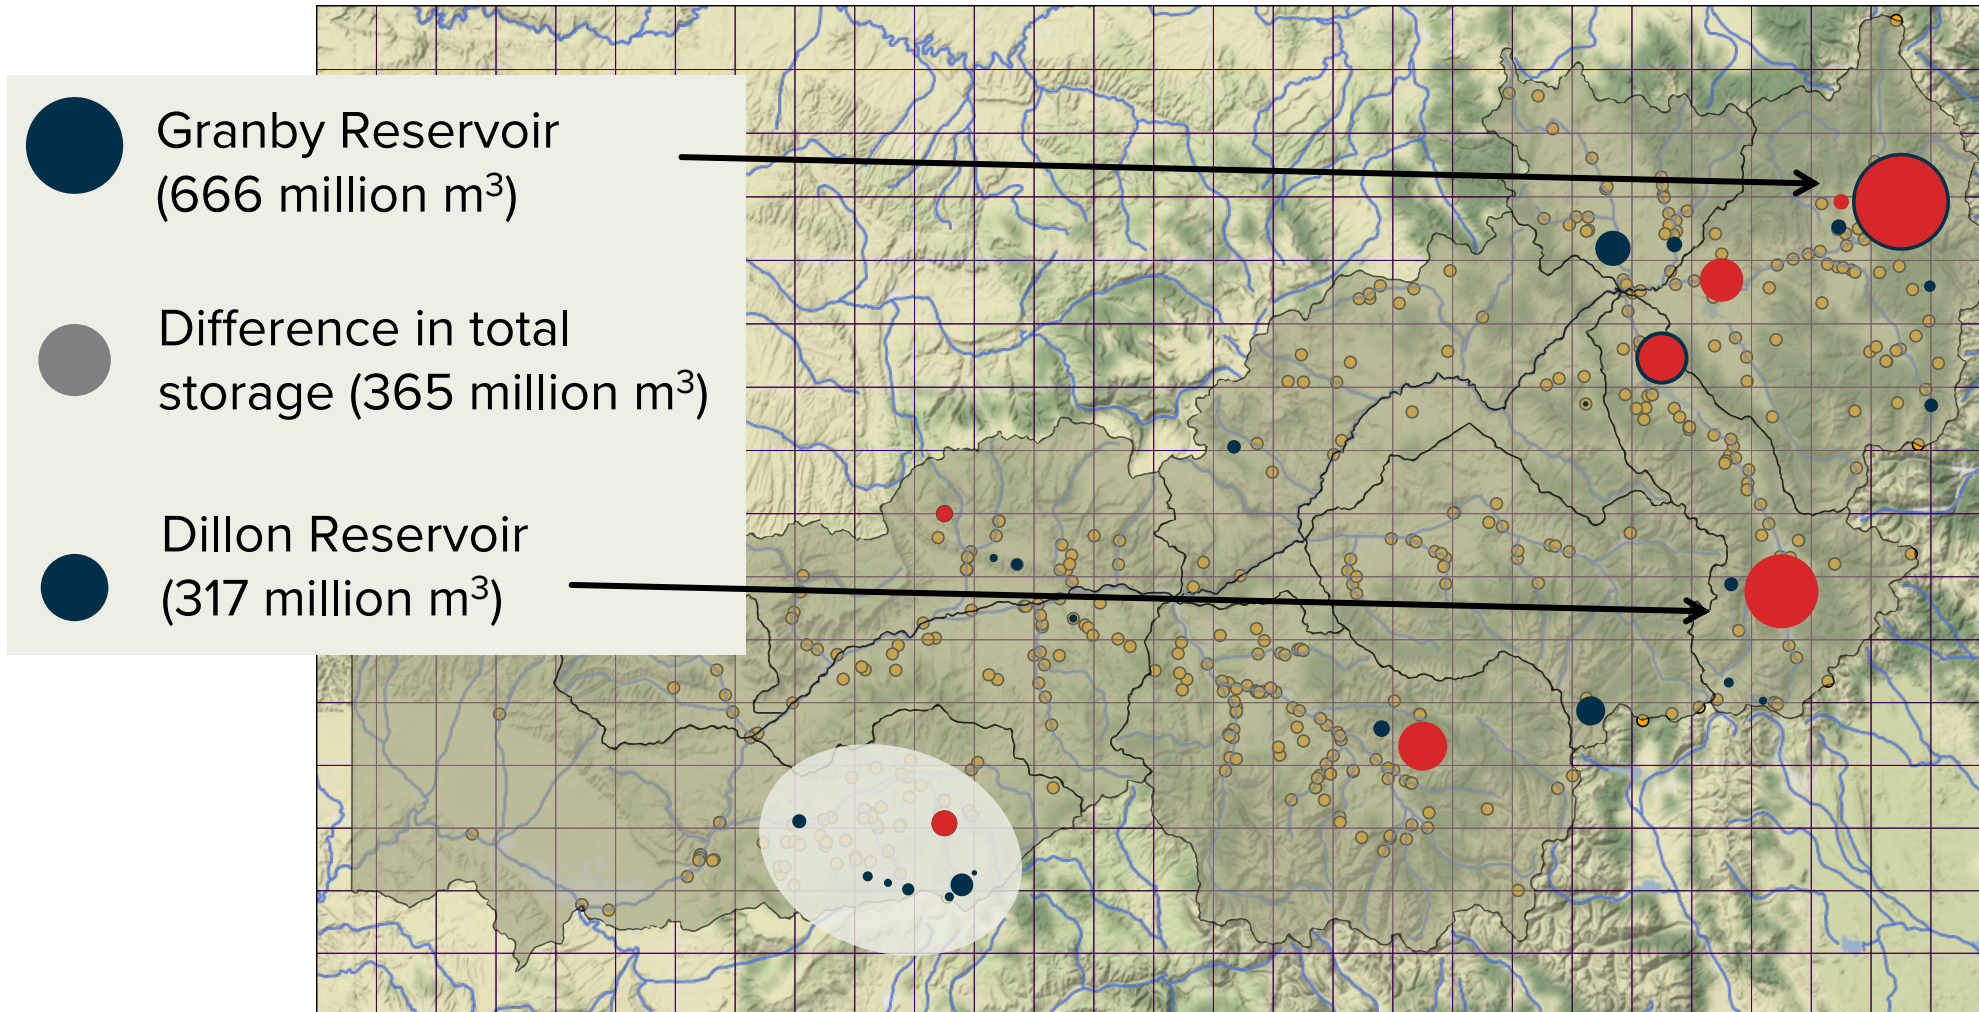 Granby Reservoir
(666 million m³)
Difference in total
storage (365 million m³)
Dillon Reservoir
(317 million m³)